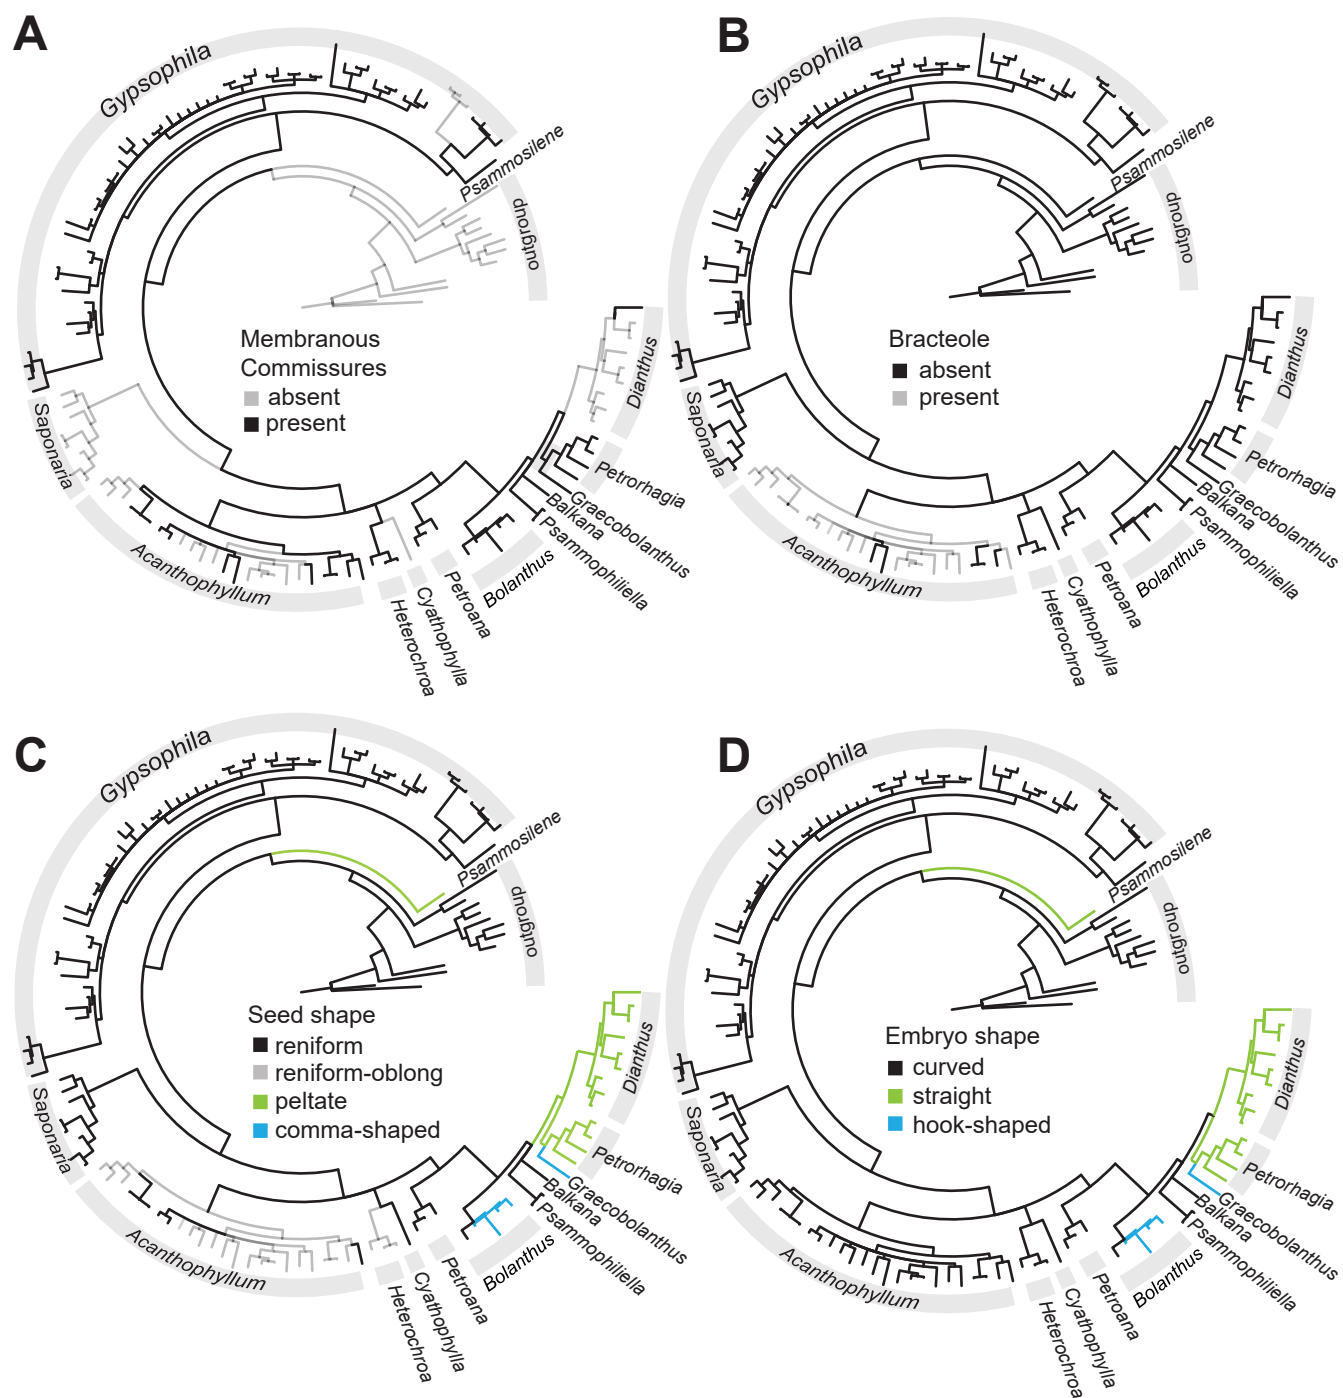 A
Gypsophila
Psammosilene
outgroup
Membranous
Commissures
absent
present
Dianthus
Petrorhagia
Graecobolanthus
Balkana
Psammophiliella
Bolanthus
Petroana
Cyathophylla
Heterochroa
Acanthophyllum
Saponaria
B
Gypsophila
Psammosilene
outgroup
Bracteole
absent
present
Dianthus
Petrorhagia
Graecobolanthus
Balkana
Psammophiliella
Bolanthus
Petroana
Cyathophylla
Heterochroa
Acanthophyllum
Saponaria
C
Gypsophila
Psammosilene
outgroup
Seed shape
reniform
reniform-oblong
peltate
comma-shaped
Dianthus
Petrorhagia
Graecobolanthus
Balkana
Psammophiliella
Bolanthus
Petroana
Cyathophylla
Heterochroa
Acanthophyllum
Saponaria
D
Gypsophila
Psammosilene
outgroup
Embryo shape
curved
straight
hook-shaped
Dianthus
Petrorhagia
Graecobolanthus
Balkana
Psammophiliella
Bolanthus
Petroana
Cyathophylla
Heterochroa
Acanthophyllum
Saponaria